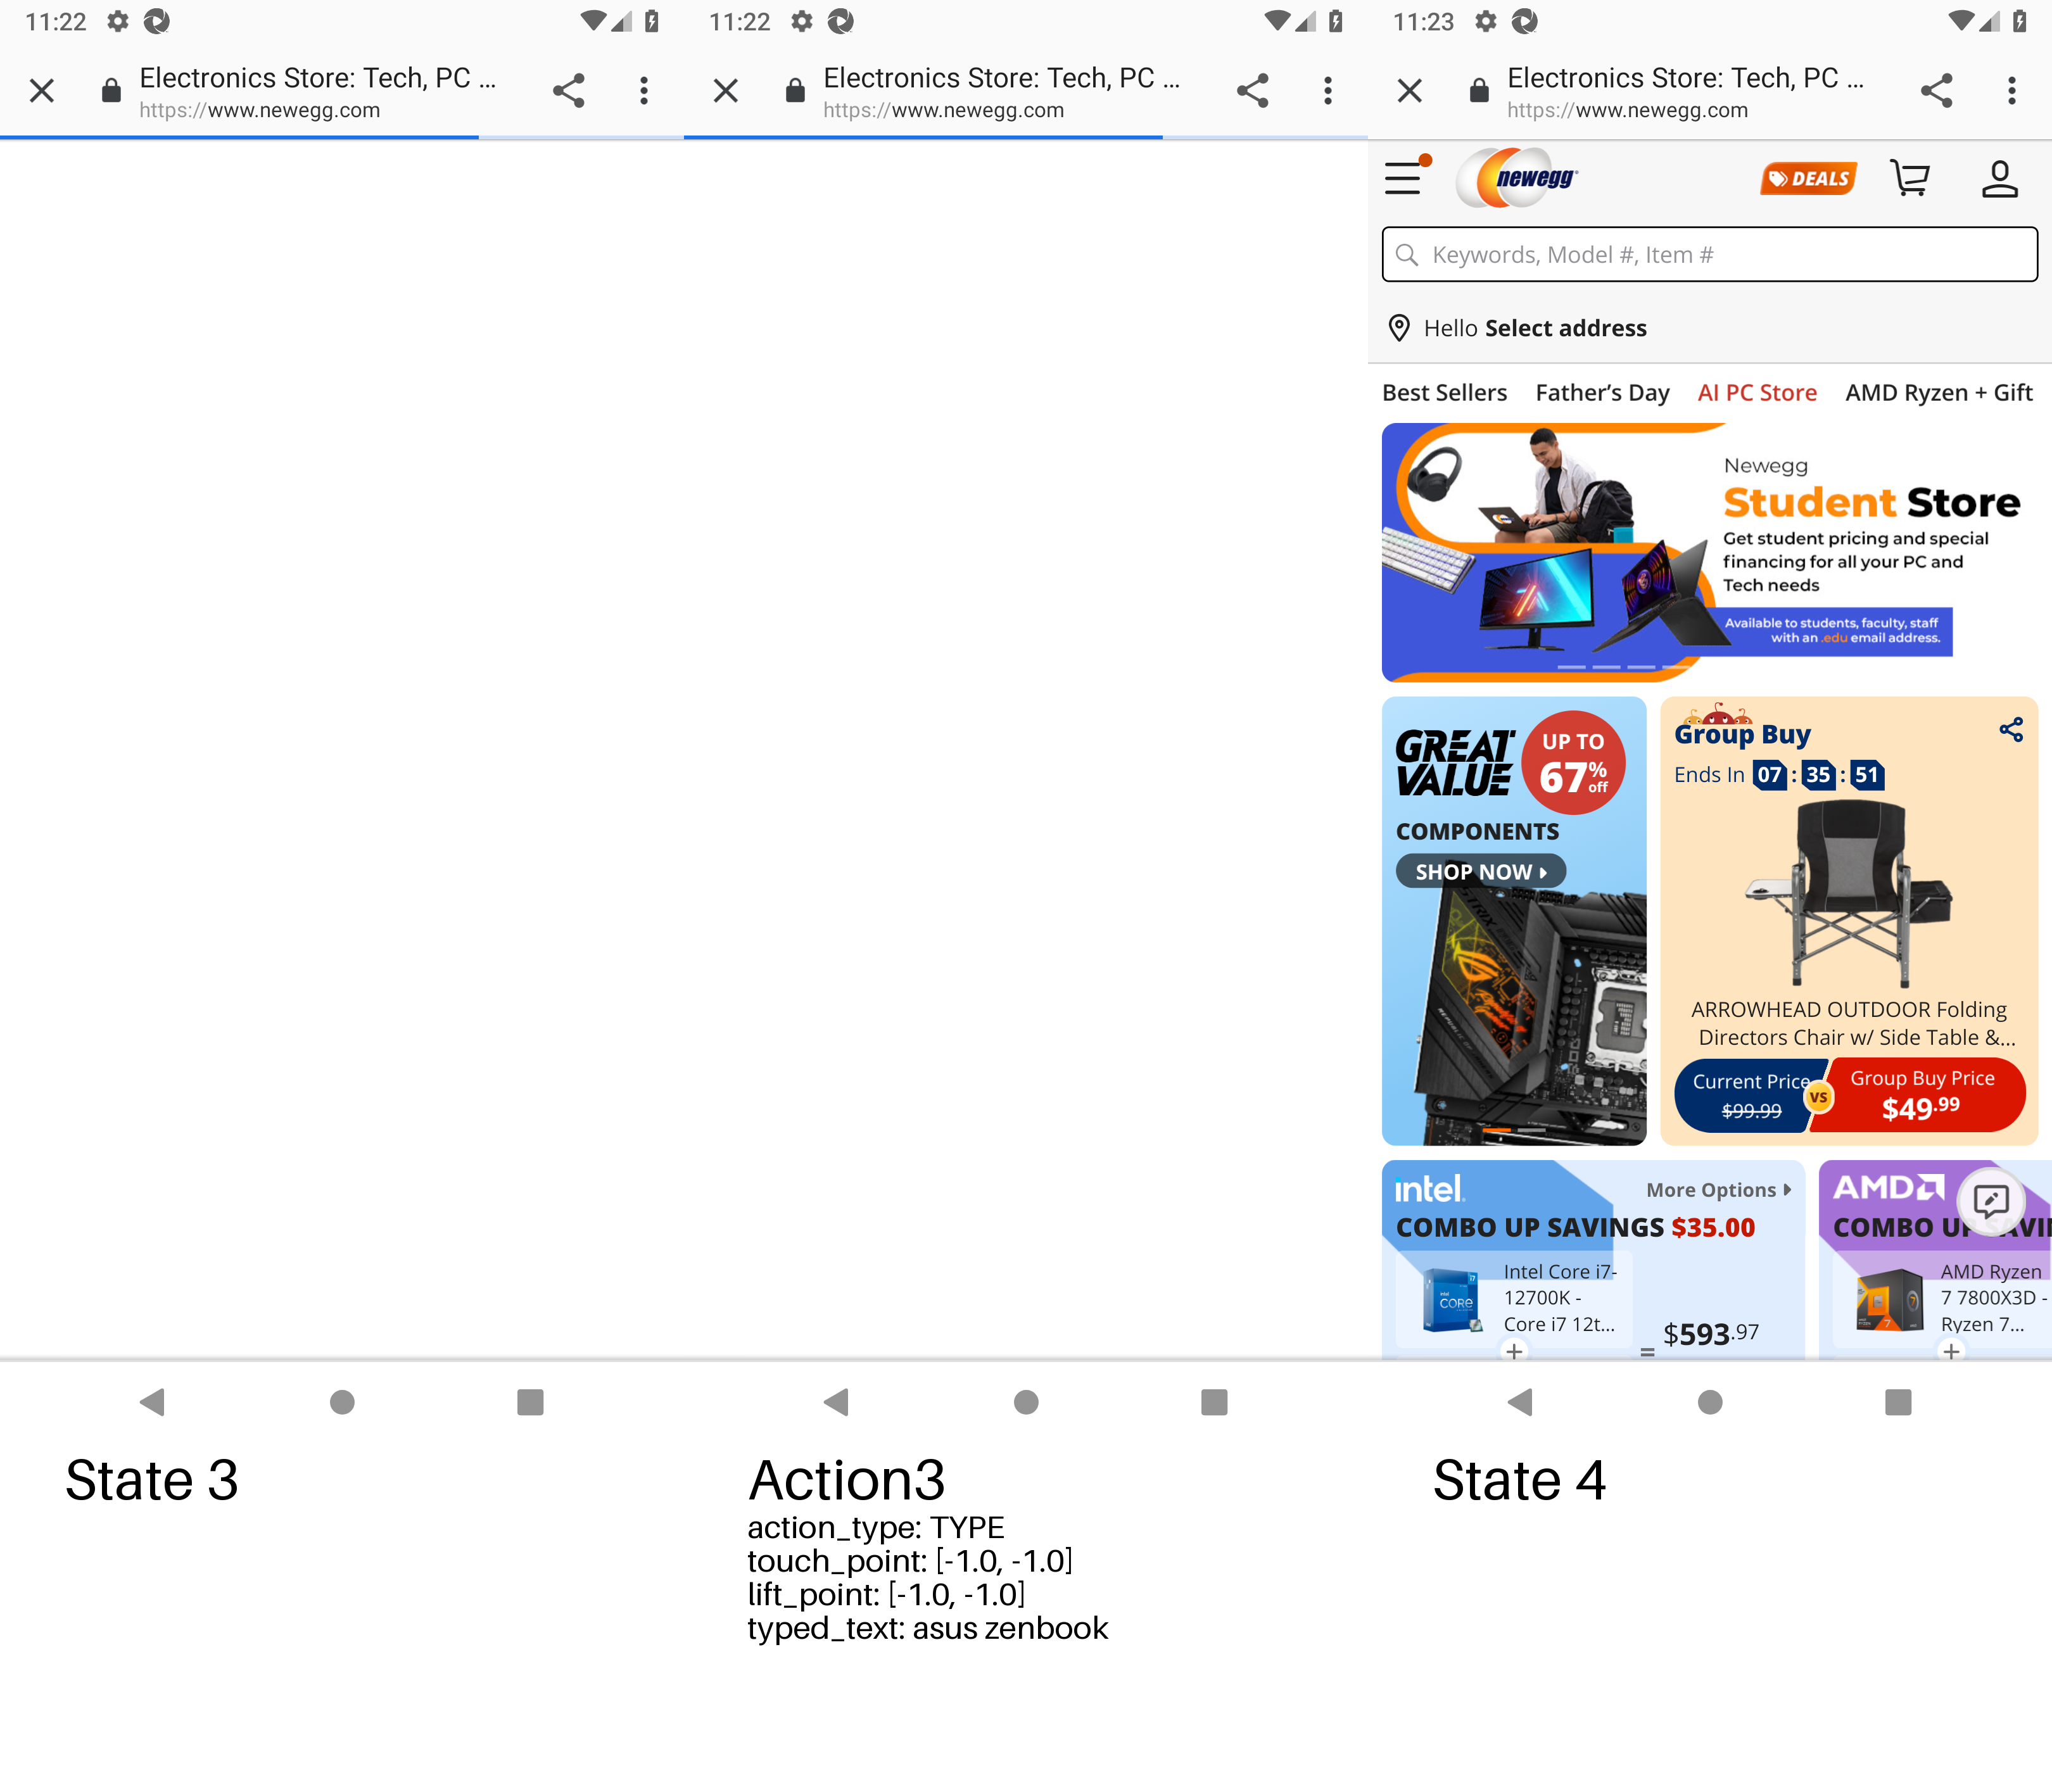 11:22
Electronics Store: Tech, PC ...
https://www.newegg.com
State 3
11:22
Electronics Store: Tech, PC ...
https://www.newegg.com
Action3
action_type: TYPE
touch_point: [-1.0, -1.0]
lift_point: [-1.0, -1.0]
typed_text: asus zenbook
11:23
Electronics Store: Tech, PC ...
https://www.newegg.com
newegg
DEALS
Keywords, Model #, Item #
Hello Select address
Best Sellers Father's Day AI PC Store AMD Ryzen + Gift
Newegg
Student Store
Get student pricing and special
financing for all your PC and
Tech needs
Available to students, faculty, staff
with an .edu email address.
GREAT
VALUE
UP TO
67% off
COMPONENTS
SHOP NOW
Group Buy
Ends In 07 : 35 : 51
ARROWHEAD OUTDOOR Folding
Directors Chair w/ Side Table &...
Current Price
$99.99
VS
Group Buy Price
$49.99
intel.
More Options
COMBO UP SAVINGS $35.00
Intel Core i7-
12700K -
Core i7 12t...
+
=
$593.97
AMD
COMBO UP
AMD Ryzen
7 7800X3D -
Ryzen 7...
+
State 4